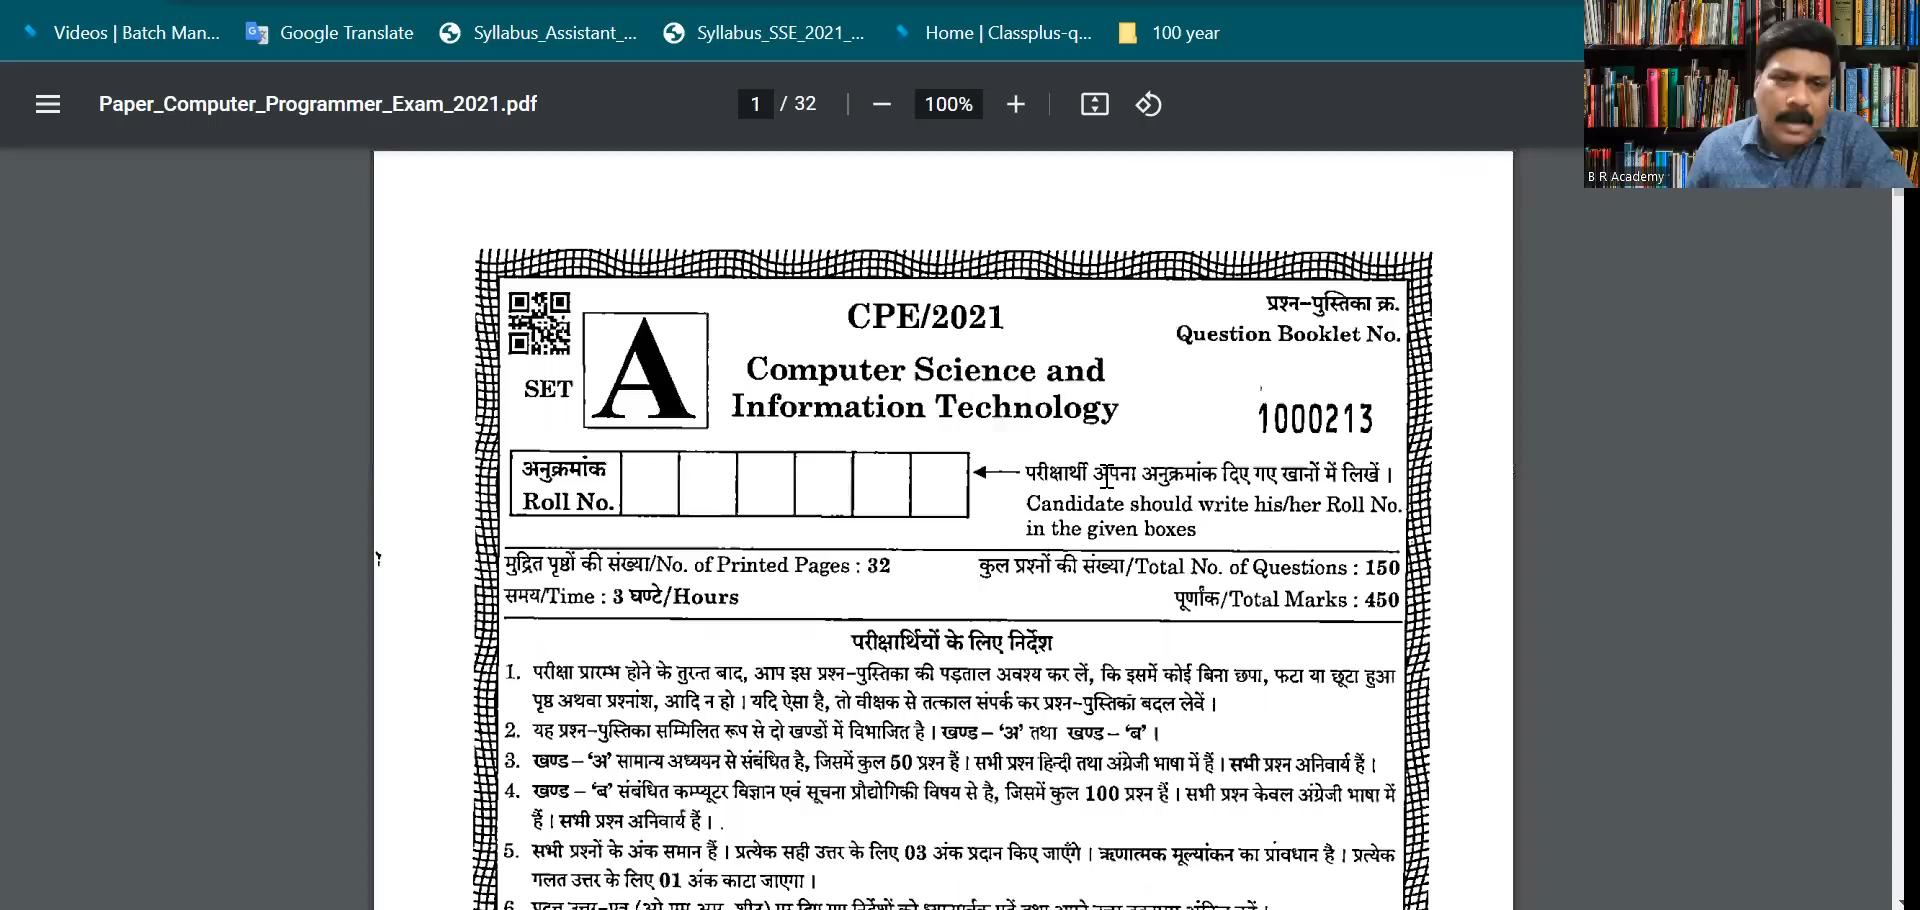 Videos | Batch Man...
Google Translate
Syllabus_Assistant_...
Syllabus_SSE_2021_...
Home | Classplus-q...
100 year
Paper_Computer_Programmer_Exam_2021.pdf
1 / 32
100%
B R Academy
CPE/2021
प्रश्न-पुस्तिका क्र.
Question Booklet No.
SET
A
Computer Science and
Information Technology
1000213
अनुक्रमांक
Roll No.
परीक्षार्थी अपना अनुक्रमांक दिए गए खानों में लिखें।
Candidate should write his/her Roll No.
in the given boxes
मुद्रित पृष्ठों की संख्या/No. of Printed Pages : 32
कुल प्रश्नों की संख्या/Total No. of Questions : 150
समय/Time : 3 घण्टे/Hours
पूर्णांक/Total Marks : 450
परीक्षार्थियों के लिए निर्देश
1. परीक्षा प्रारम्भ होने के तुरन्त बाद, आप इस प्रश्न-पुस्तिका की पड़ताल अवश्य कर लें, कि इसमें कोई बिना छपा, फटा या छूटा हुआ
पृष्ठ अथवा प्रश्नांश, आदि न हो। यदि ऐसा है, तो वीक्षक से तत्काल संपर्क कर प्रश्न-पुस्तिका बदल लेवें।
2. यह प्रश्न-पुस्तिका सम्मिलित रूप से दो खण्डों में विभाजित है। खण्ड – ‘अ’ तथा खण्ड – ‘ब’।
3. खण्ड – ‘अ’ सामान्य अध्ययन से संबंधित है, जिसमें कुल 50 प्रश्न हैं। सभी प्रश्न हिन्दी तथा अंग्रेजी भाषा में हैं। सभी प्रश्न अनिवार्य हैं।
4. खण्ड – ‘ब’ संबंधित कम्प्यूटर विज्ञान एवं सूचना प्रौद्योगिकी विषय से है, जिसमें कुल 100 प्रश्न हैं। सभी प्रश्न केवल अंग्रेजी भाषा में
हैं। सभी प्रश्न अनिवार्य हैं।
5. सभी प्रश्नों के अंक समान हैं। प्रत्येक सही उत्तर के लिए 03 अंक प्रदान किए जाएँगे। ऋणात्मक मूल्यांकन का प्रावधान है। प्रत्येक
गलत उत्तर के लिए 01 अंक काटा जाएगा।